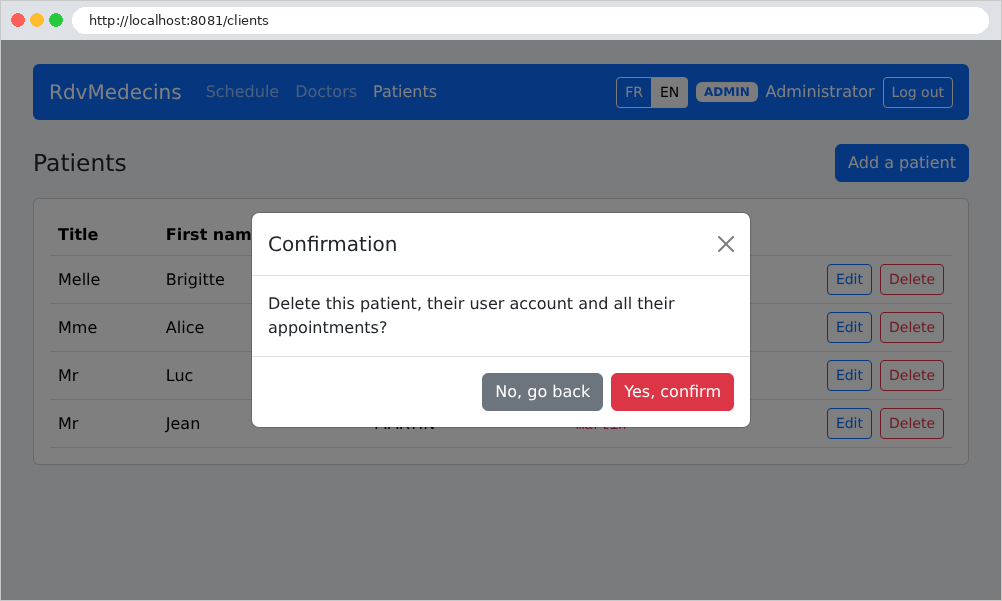 http://localhost:8081/clients
RdvMedecins Schedule Doctors Patients FR EN ADMIN Administrator Log out
Patients Add a patient
Title First nam
Confirmation
Melle Brigitte Edit Delete
Delete this patient, their user account and all their
appointments?
Mme Alice Edit Delete
Mr Luc Edit Delete
No, go back Yes, confirm
Mr Jean MARTIN martin Edit Delete